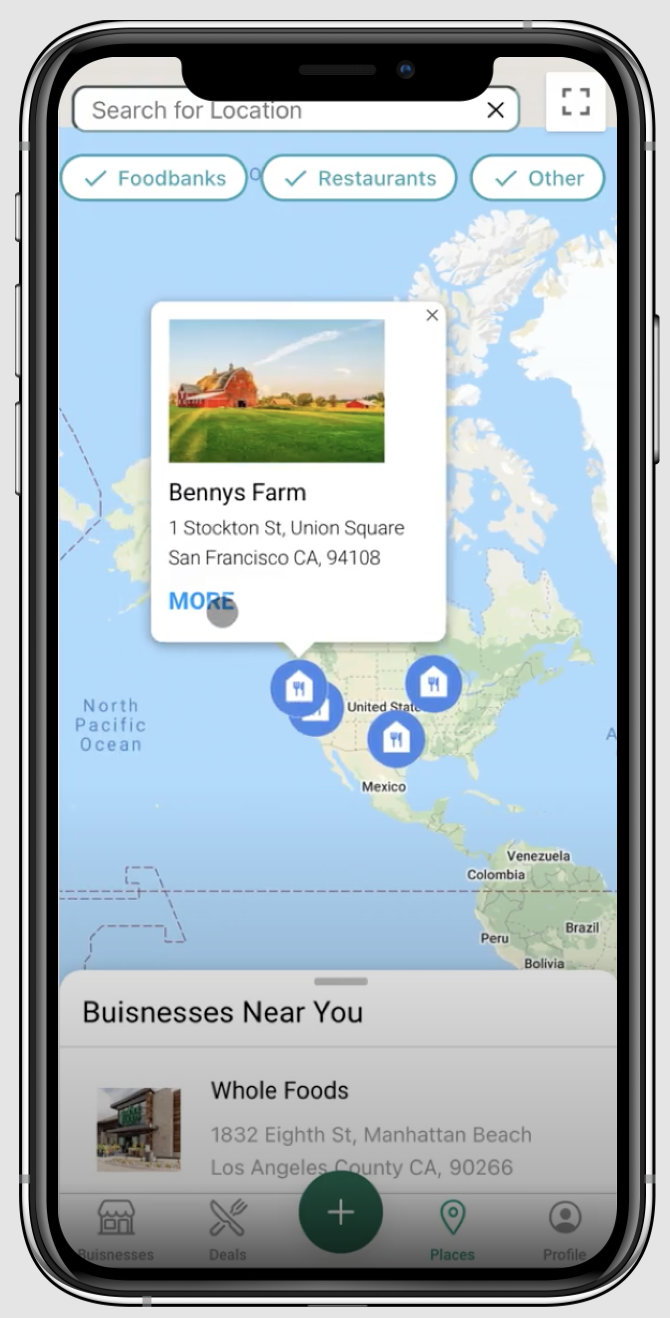 Search for Location
Foodbanks
Restaurants
Other
Bennys Farm
1 Stockton St, Union Square
San Francisco CA, 94108
MORE
North
Pacific
Ocean
United
Mexico
Venezuela
Colombia
Brazil
Peru
Bolivia
Buisnesses Near You
Whole Foods
1832 Eighth St, Manhattan Beach
Los Angeles County CA, 90266
Buisnesses
Deals
Places
Profile